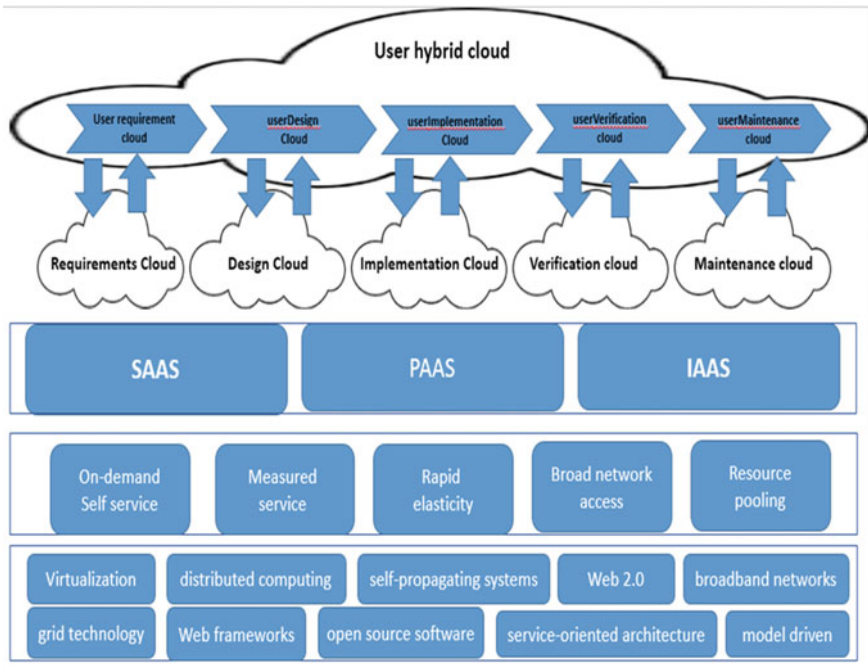 User hybrid cloud
User requirement
cloud
userDesign
Cloud
userImplementation
Cloud
userVerification
cloud
userMaintenance
cloud
Requirements Cloud
Design Cloud
Implementation Cloud
Verification cloud
Maintenance cloud
SAAS
PAAS
IAAS
On-demand
Self service
Measured
service
Rapid
elasticity
Broad network
access
Resource
pooling
Virtualization
distributed computing
self-propagating systems
Web 2.0
broadband networks
grid technology
Web frameworks
open source software
service-oriented architecture
model driven